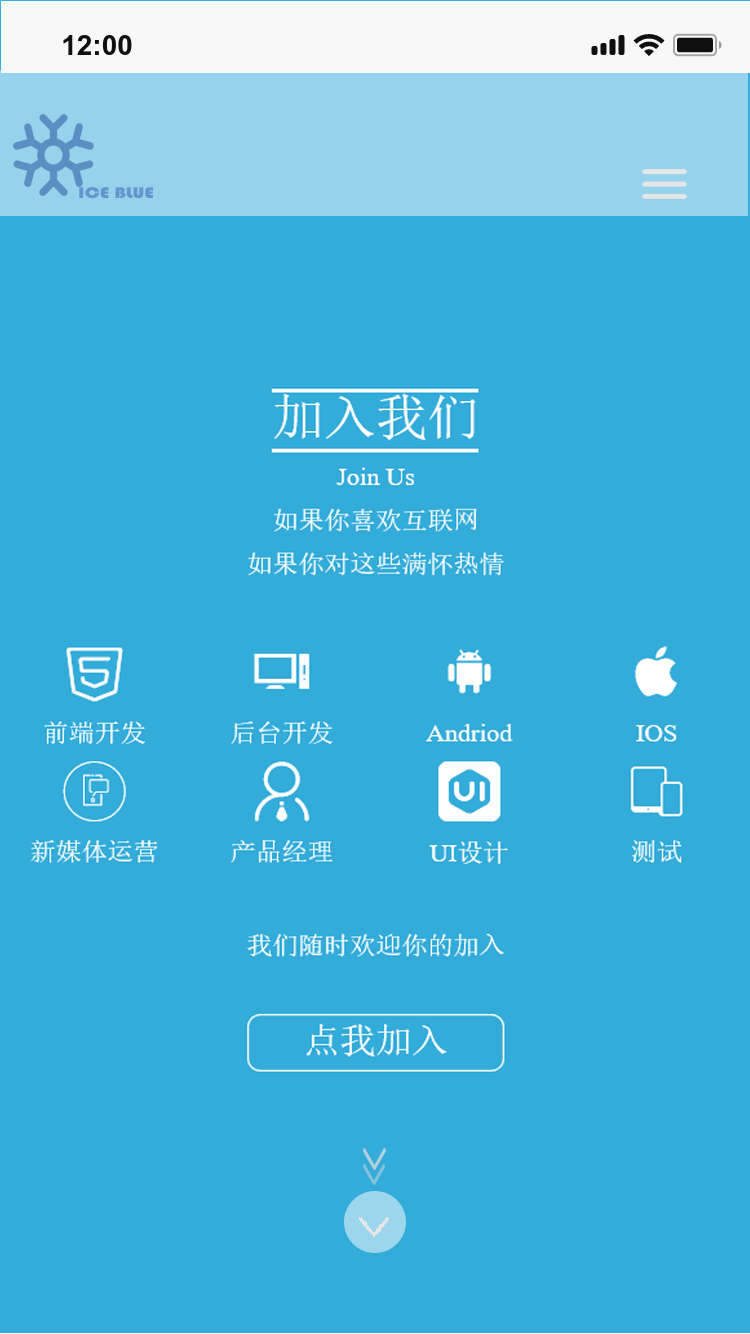 12:00
ICE BLUE
加入我们
Join Us
如果你喜欢互联网
如果你对这些满怀热情
前端开发 后台开发 Andriod IOS
UI
新媒体运营 产品经理 UI设计 测试
我们随时欢迎你的加入
点我加入